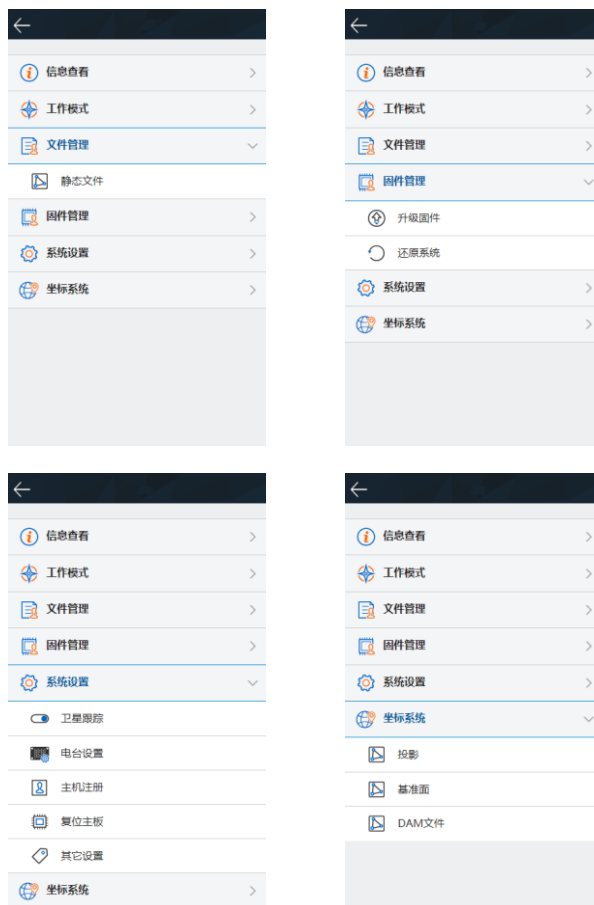 信息查看
工作模式
文件管理
静态文件
固件管理
系统设置
坐标系统
信息查看
工作模式
文件管理
固件管理
升级固件
还原系统
系统设置
坐标系统
信息查看
工作模式
文件管理
固件管理
系统设置
卫星跟踪
电台设置
主机注册
复位主板
其它设置
坐标系统
信息查看
工作模式
文件管理
固件管理
系统设置
坐标系统
投影
基准面
DAM文件